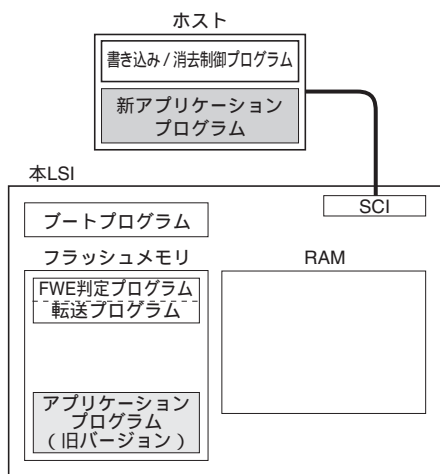 ホスト
書き込み / 消去制御プログラム
新アプリケーション
プログラム
本LSI
SCI
ブートプログラム
フラッシュメモリ
RAM
FWE判定プログラム
転送プログラム
アプリケーション
プログラム
( 旧バージョン )